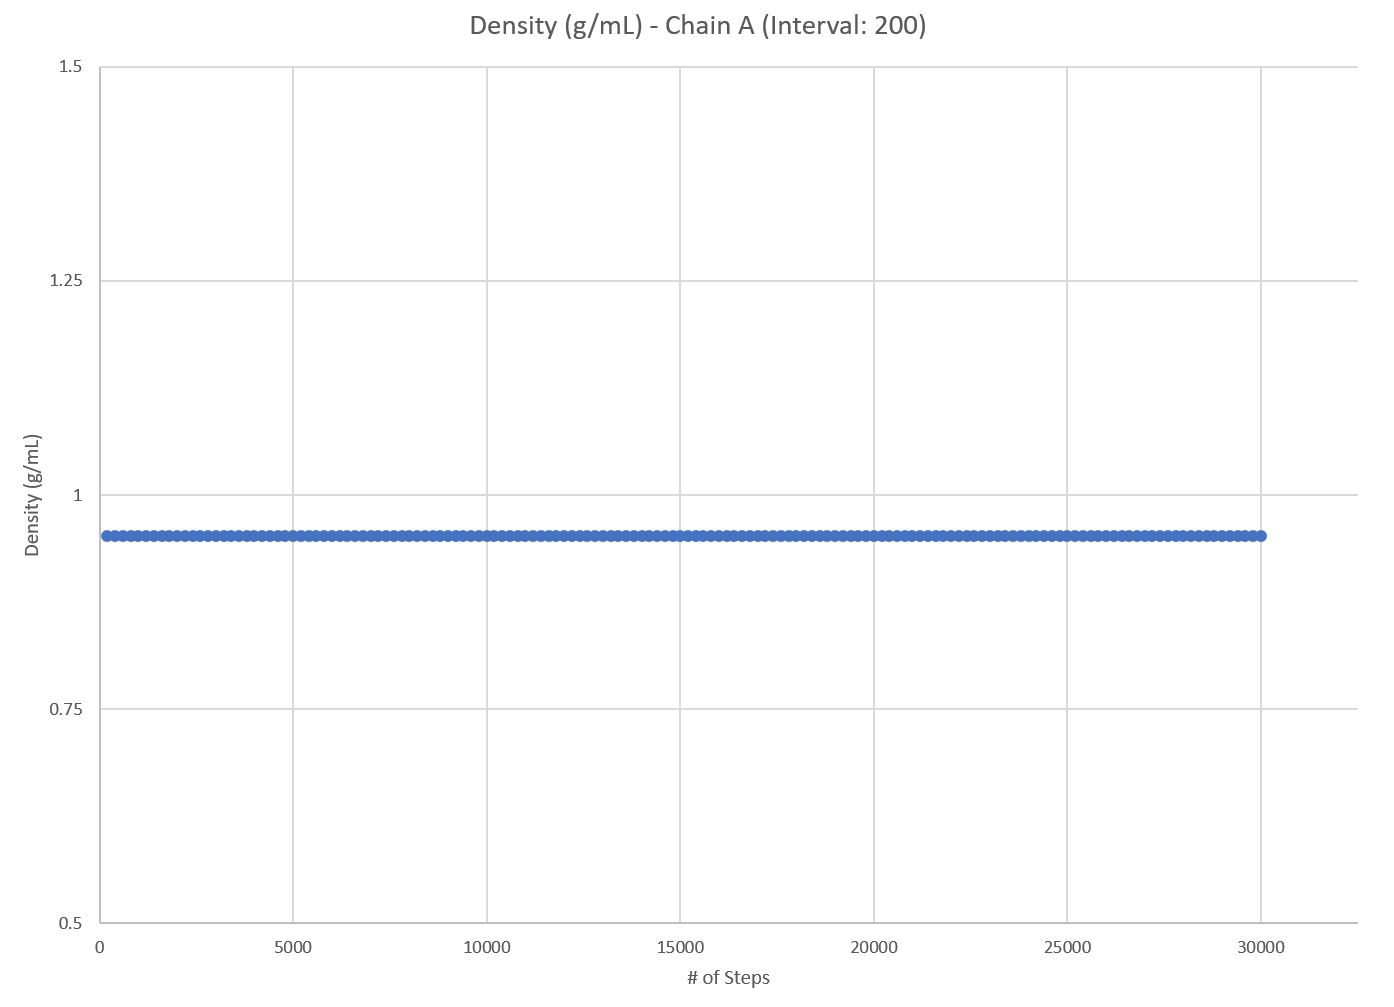 Density (g/mL) - Chain A (Interval: 200)
1.5
1.25
1
0.75
0.5
Density (g/mL)
0 5000 10000 15000 20000 25000 30000
# of Steps